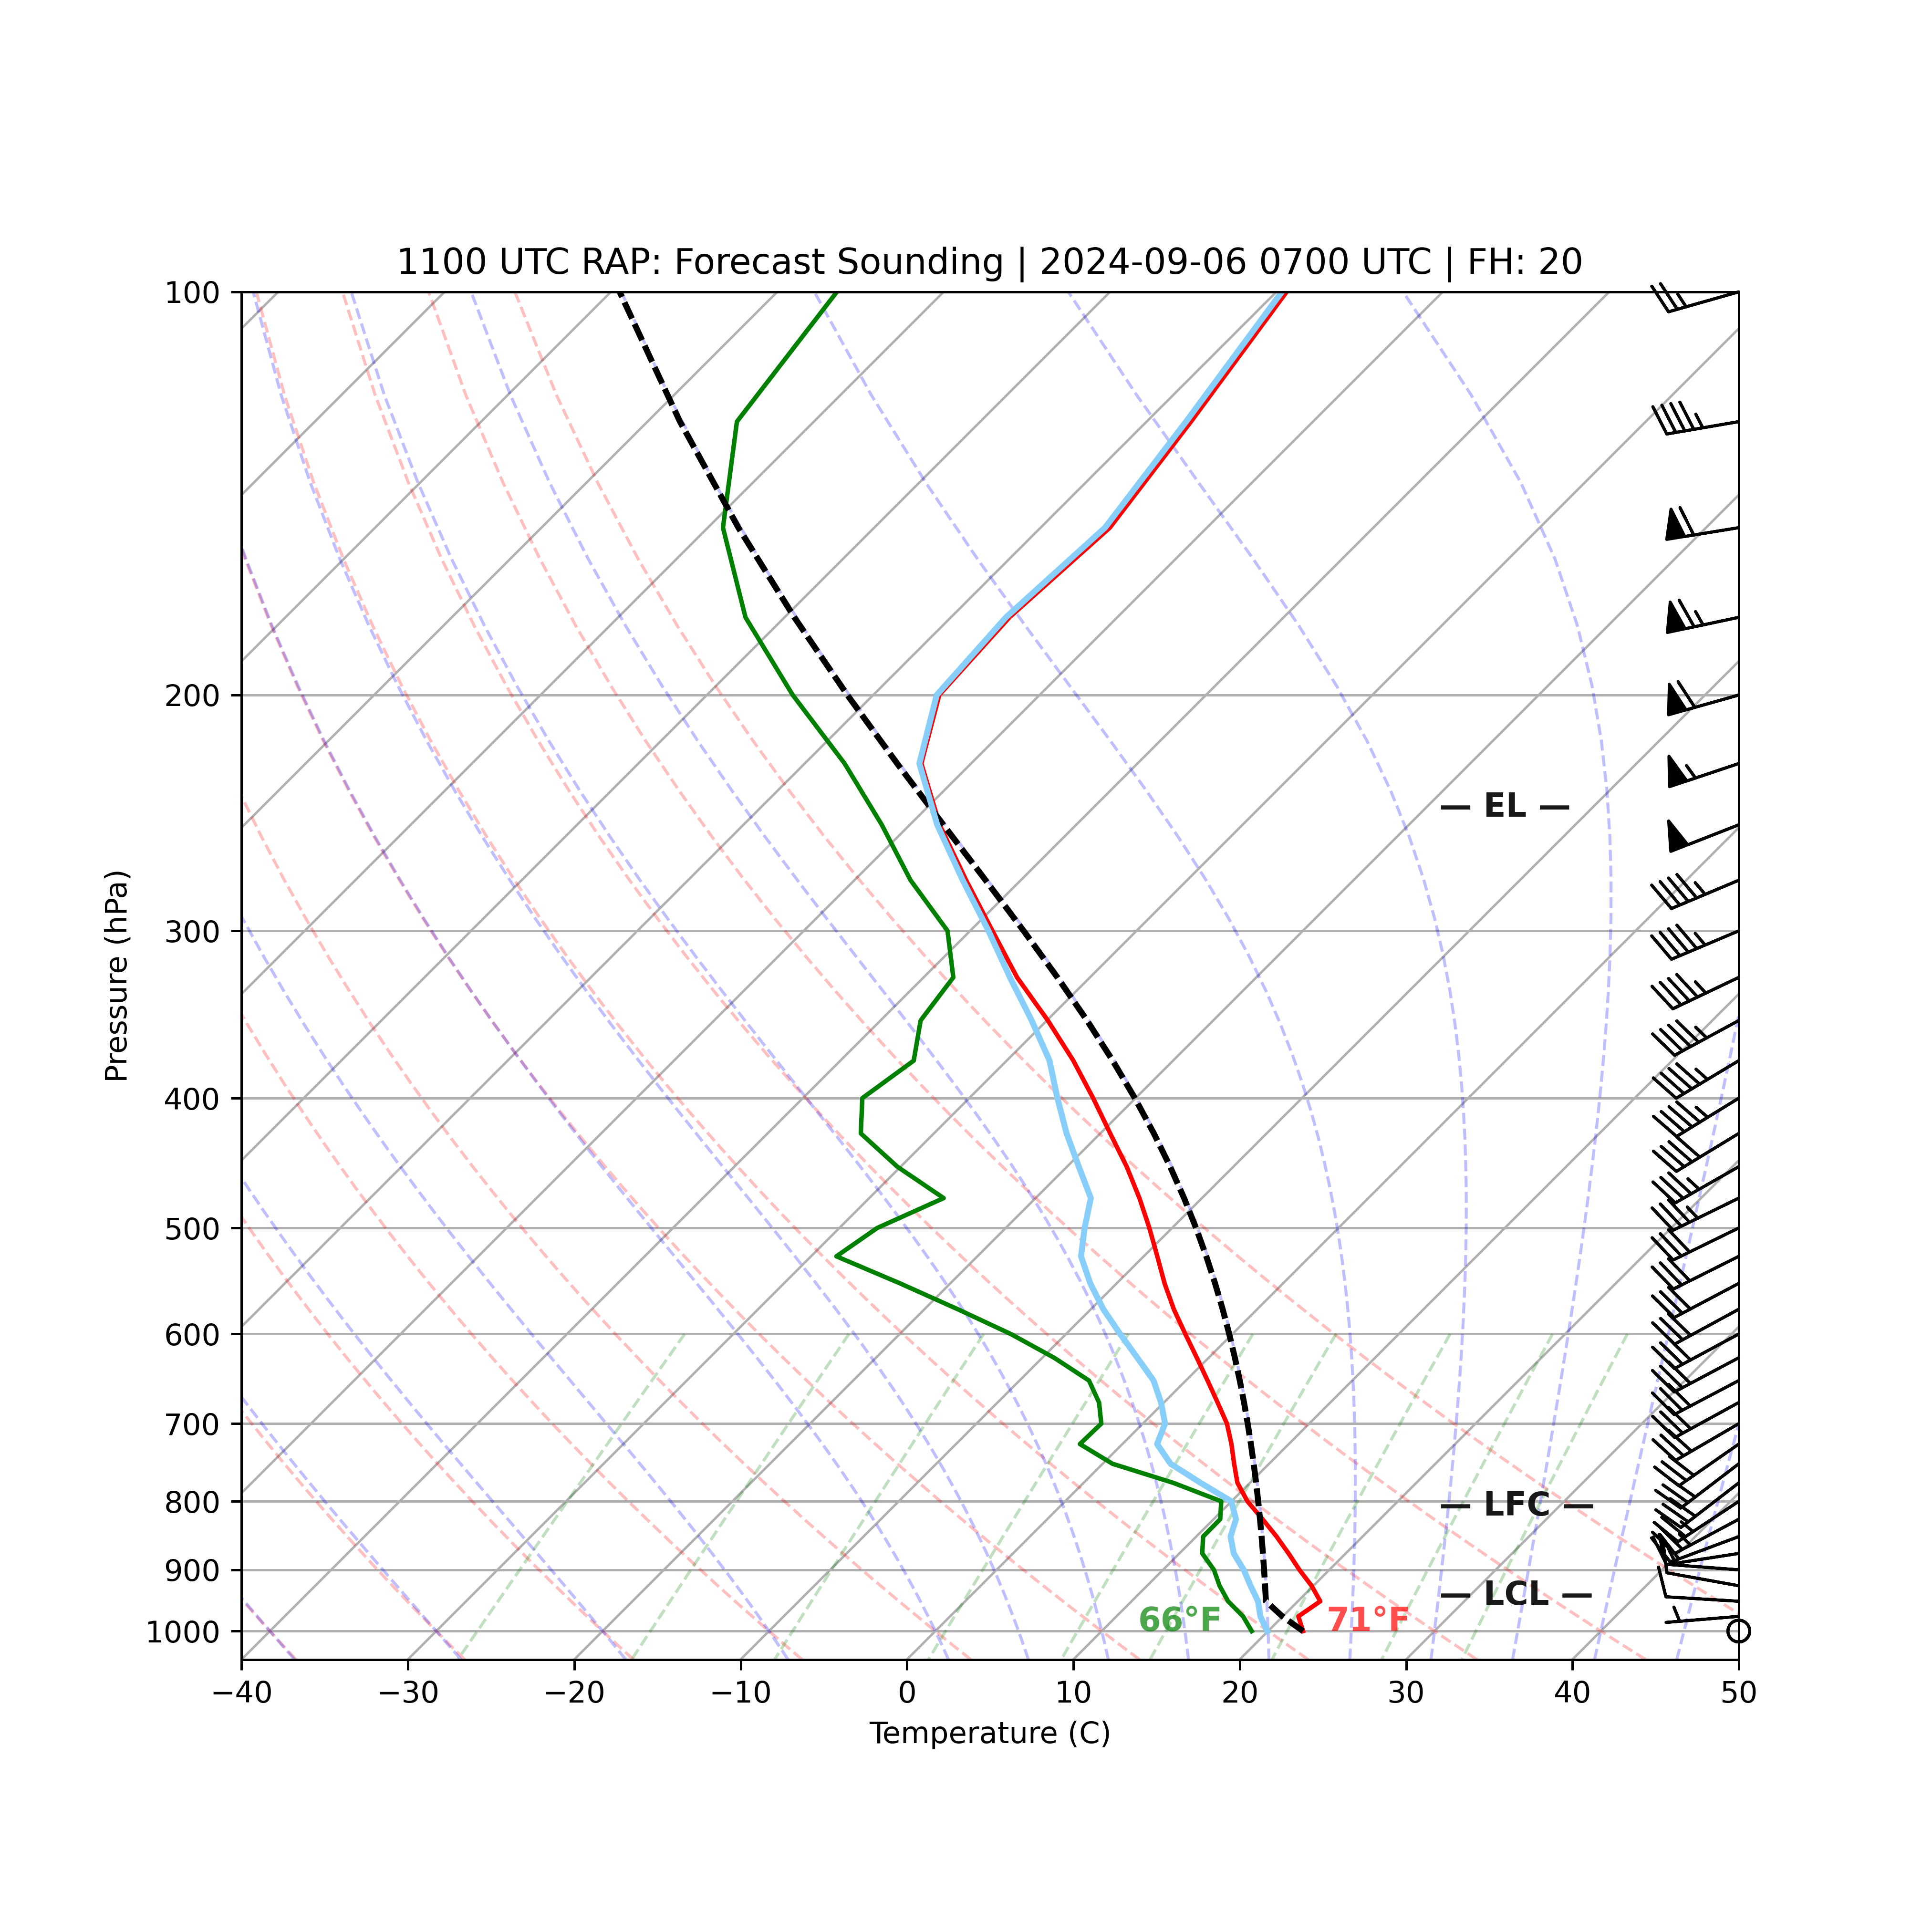 1100 UTC RAP: Forecast Sounding | 2024-09-06 0700 UTC | FH: 20
100
200
— EL —
300
Pressure (hPa)
400
500
600
700
800
— LFC —
900
— LCL —
66°F 71°F
1000
−40 −30 −20 −10 0 10 20 30 40 50
Temperature (C)